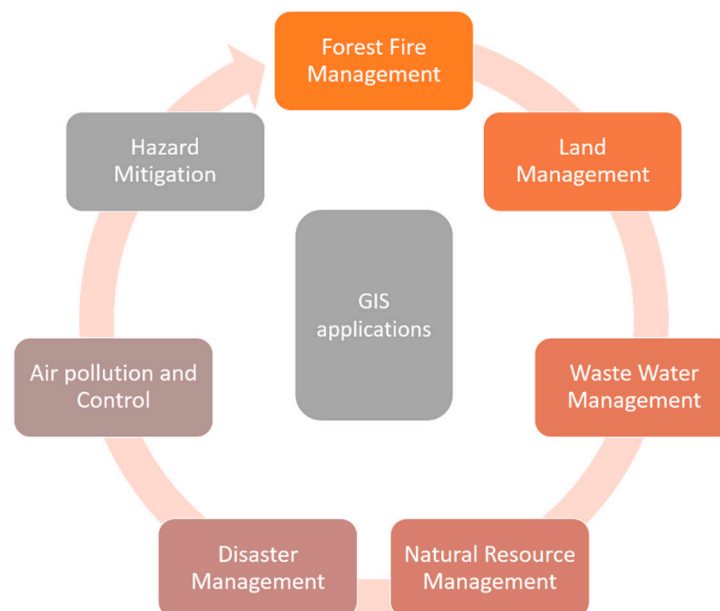 Forest Fire
Management
Land
Management
Waste Water
Management
Natural Resource
Management
Disaster
Management
Air pollution and
Control
Hazard
Mitigation
GIS
applications